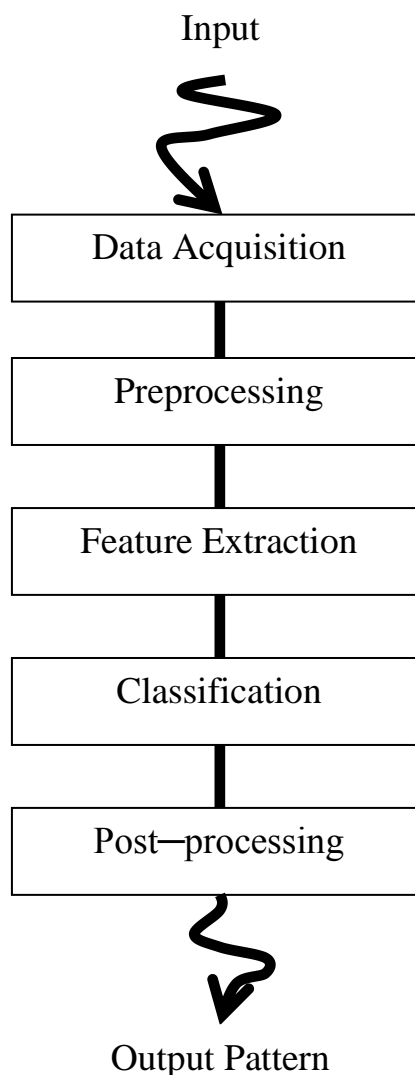 Input
Data Acquisition
Preprocessing
Feature Extraction
Classification
Post–processing
Output Pattern